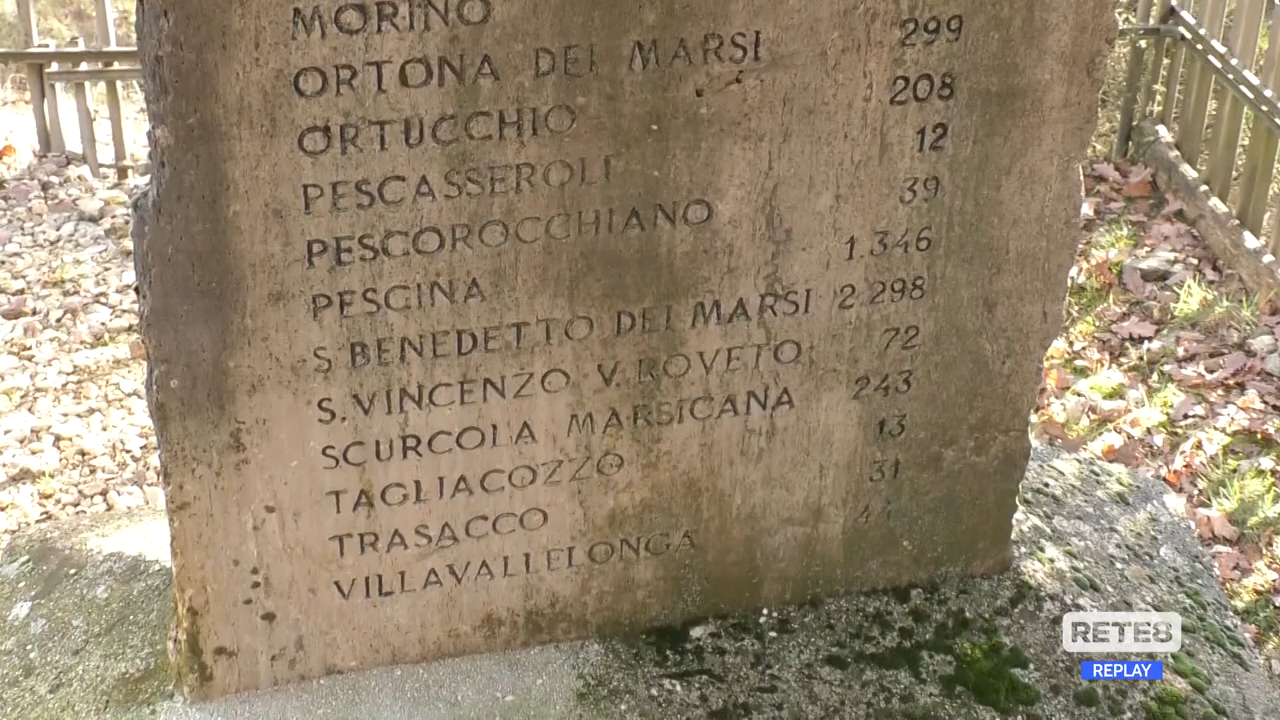 MORINO
ORTONA DEI MARSI 299
ORTUCCHIO 208
PESCASSEROLI 12
PESCOROCCHIANO 39
PESCINA 1.346
S BENEDETTO DEI MARSI 2 298
S. VINCENZO V. ROVETO 72
SCURCOLA MARSICANA 243
TAGLIACOZZO 13
TRASACCO 31
VILLAVALLELONGA
RETE8
REPLAY